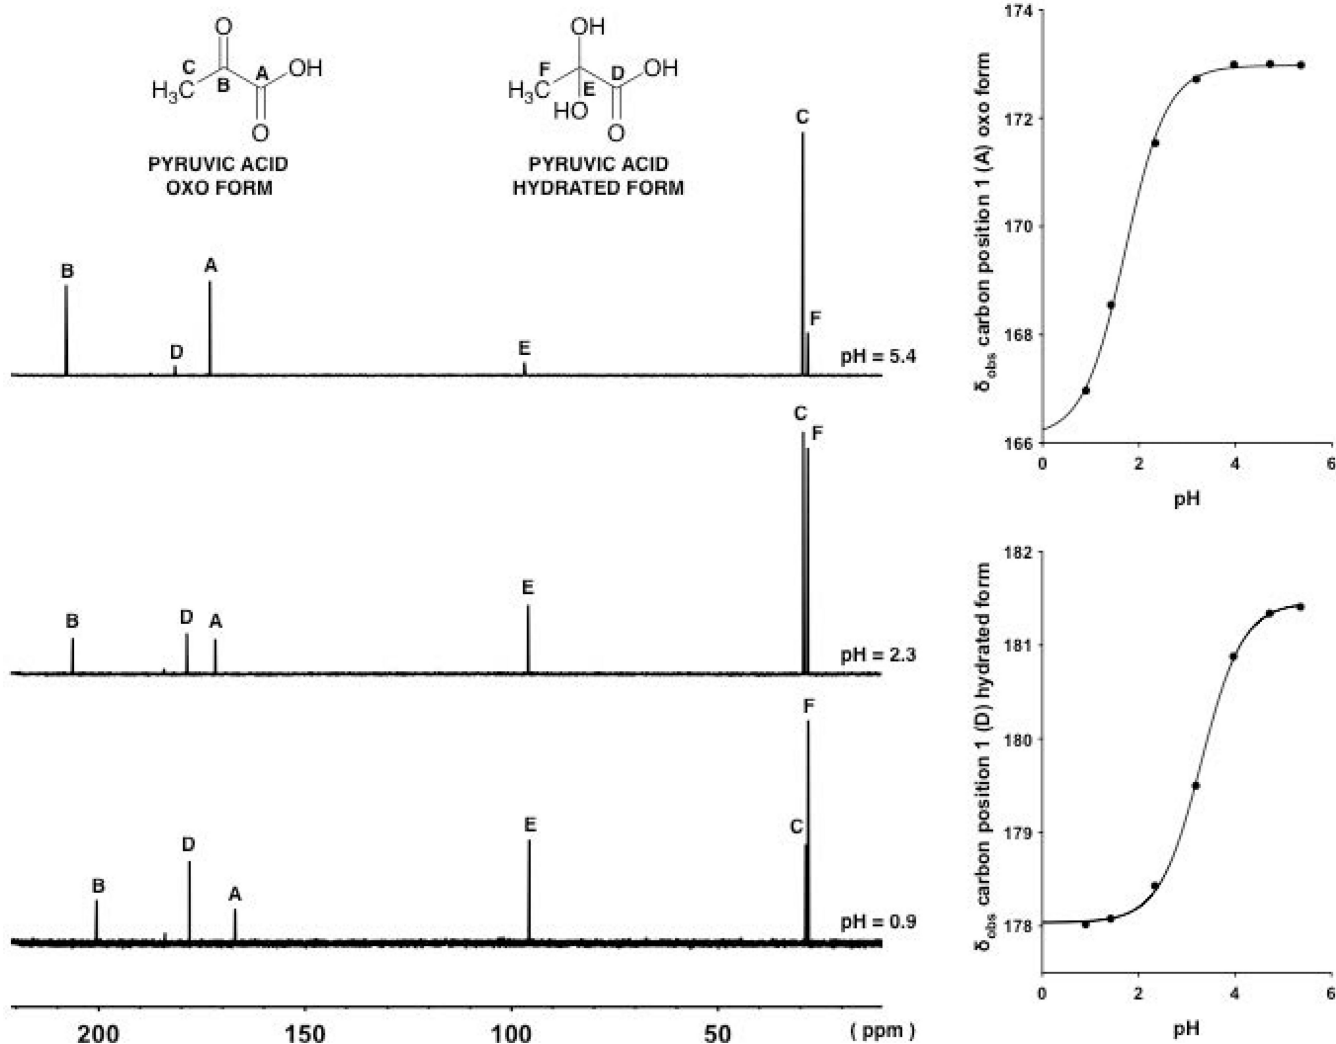 O
C
A
OH
H₃C
B
O
PYRUVIC ACID
OXO FORM
OH
F
D
OH
H₃C
E
HO
O
PYRUVIC ACID
HYDRATED FORM
B
D
A
E
C
F
pH = 5.4
B
D
A
E
C
F
pH = 2.3
B
D
A
E
C
F
pH = 0.9
200
150
100
50
( ppm )
δobs carbon position 1 (A) oxo form
174
172
170
168
166
0
2
4
6
pH
δobs carbon position 1 (D) hydrated form
182
181
180
179
178
0
2
4
6
pH